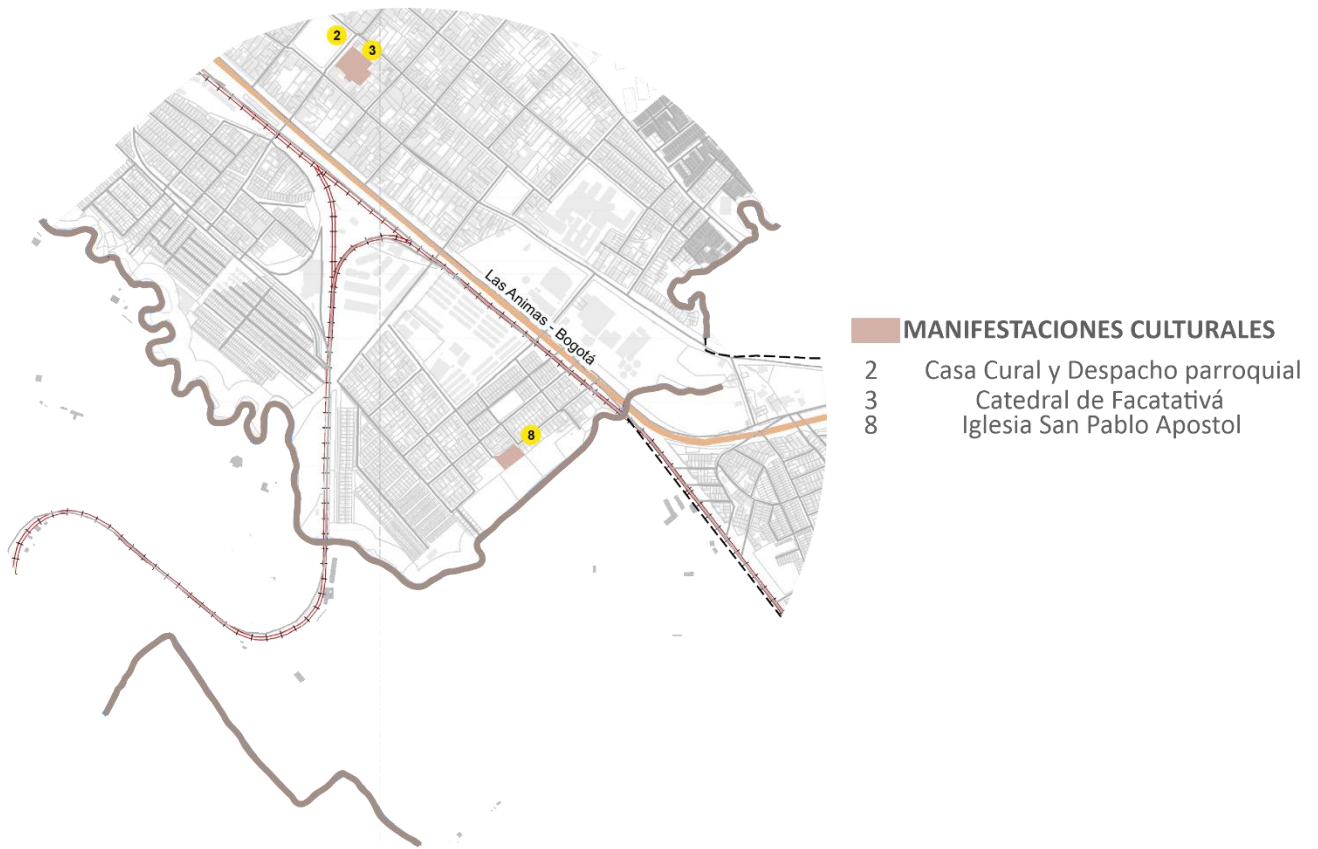 2
3
Las Animas - Bogotá
8
MANIFESTACIONES CULTURALES
2 Casa Cural y Despacho parroquial
3 Catedral de Facatativá
8 Iglesia San Pablo Apostol